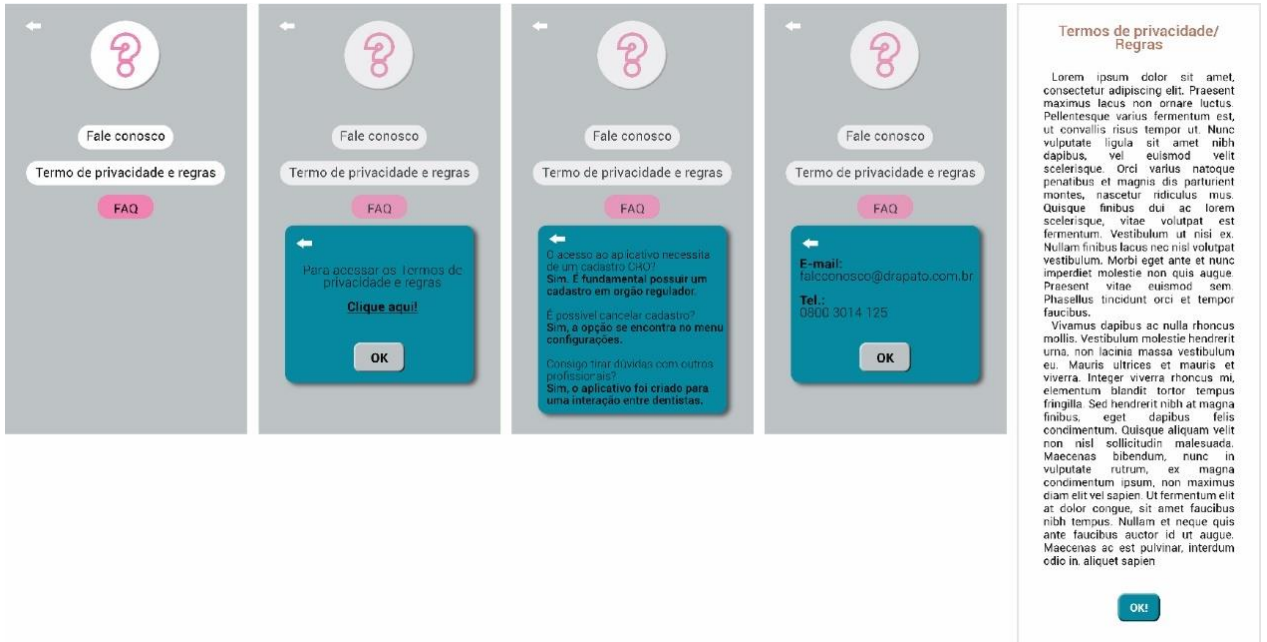 Fale conosco
Termo de privacidade e regras
FAQ
Fale conosco
Termo de privacidade e regras
FAQ
Para acessar os Termos de
privacidade e regras
Clique aqui!
OK
Fale conosco
Termo de privacidade e regras
FAQ
O acesso ao aplicativo necessita
de um cadastro CRO?
Sim. É fundamental possuir um
cadastro em orgão regulador.
É possível cancelar cadastro?
Sim, a opção se encontra no menu
configurações.
Consigo tirar dúvidas com outros
profissionais?
Sim, o aplicativo foi criado para
uma interação entre dentistas.
Fale conosco
Termo de privacidade e regras
FAQ
E-mail:
faleconosco@drapato.com.br
Tel.:
0800 3014 125
OK
Termos de privacidade/
Regras
Lorem ipsum dolor sit amet,
consectetur adipiscing elit. Praesent
maximus lacus non ornare luctus.
Pellentesque varius fermentum est,
ut convallis risus tempor ut. Nunc
vulputate ligula sit amet nibh
dapibus, vel euismod velit
scelerisque. Orci varius natoque
penatibus et magnis dis parturient
montes, nascetur ridiculus mus.
Quisque finibus dui ac lorem
scelerisque, vitae volutpat est
fermentum. Vestibulum ut nisi ex.
Nullam finibus lacus nec nisl volutpat
vestibulum. Morbi eget ante et nunc
imperdiet molestie non quis augue.
Praesent vitae euismod sem.
Phasellus tincidunt orci et tempor
faucibus.
Vivamus dapibus ac nulla rhoncus
mollis. Vestibulum molestie hendrerit
urna, non lacinia massa vestibulum
eu. Mauris ultrices et mauris et
viverra. Integer viverra rhoncus mi,
elementum blandit tortor tempus
fringilla. Sed hendrerit nibh at magna
finibus, eget dapibus felis
condimentum. Quisque aliquam velit
non nisl sollicitudin malesuada.
Maecenas bibendum, nunc in
vulputate rutrum, ex magna
condimentum ipsum, non maximus
diam elit vel sapien. Ut fermentum elit
at dolor congue, sit amet faucibus
nibh tempus. Nullam et neque quis
ante faucibus auctor id ut augue.
Maecenas ac est pulvinar, interdum
odio in, aliquet sapien
OK!